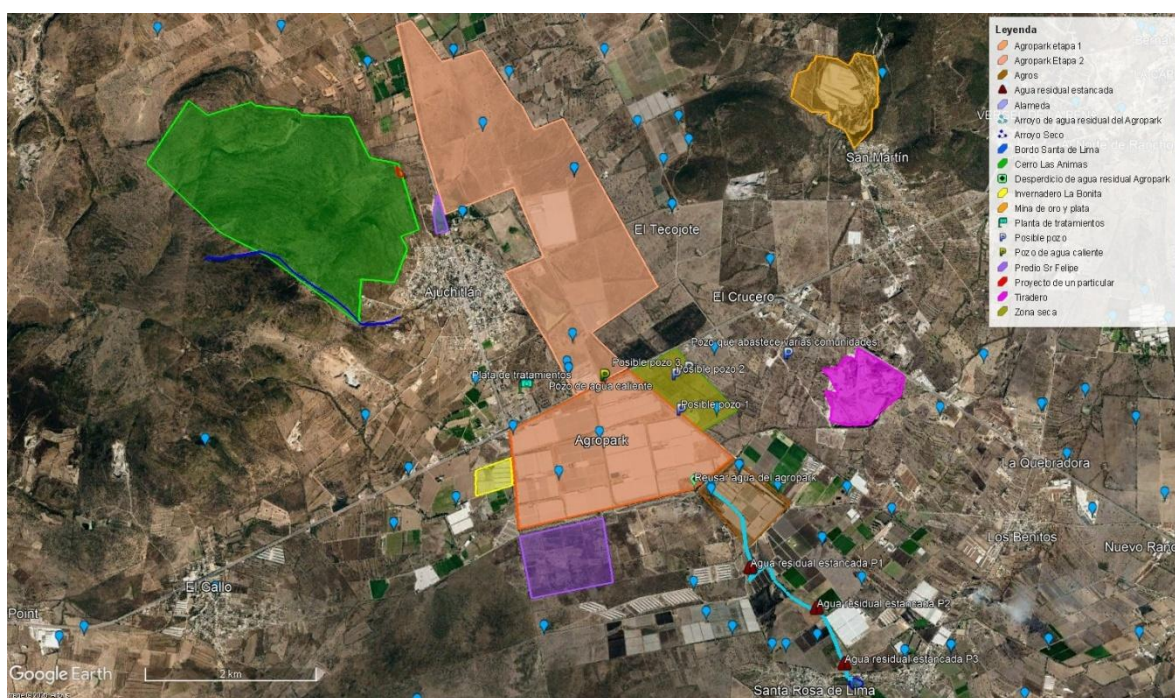 Leyenda
Agropark etapa 1
Agropark Etapa 2
Agros
Agua residual estancada
Alameda
Arroyo de agua residual del Agropark
Arroyo Seco
Bordo Santa de Lima
Cerro Las Animas
Desperdicio de agua residual Agropark
Invernadero La Bonita
Mina de oro y plata
Planta de tratamientos
Posible pozo
Pozo de agua caliente
Predio Sr Felipe
Proyecto de un particular
Tiradero
Zona seca
San Martín
El Tecojote
Ajuchitlán
El Crucero
Pozo que abastece varias comunidades
Posible pozo 3
Posible pozo 2
Plata de tratamientos
Pozo de agua caliente
Posible pozo 1
Agropark
La Quebradora
Reusar agua del agropark
Los Benitos
Nuevo Ranc
Agua residual estancada P1
El Gallo
Agua residual estancada P2
Point
Agua residual estancada P3
Google Earth
2 km
Santa Rosa de Lima